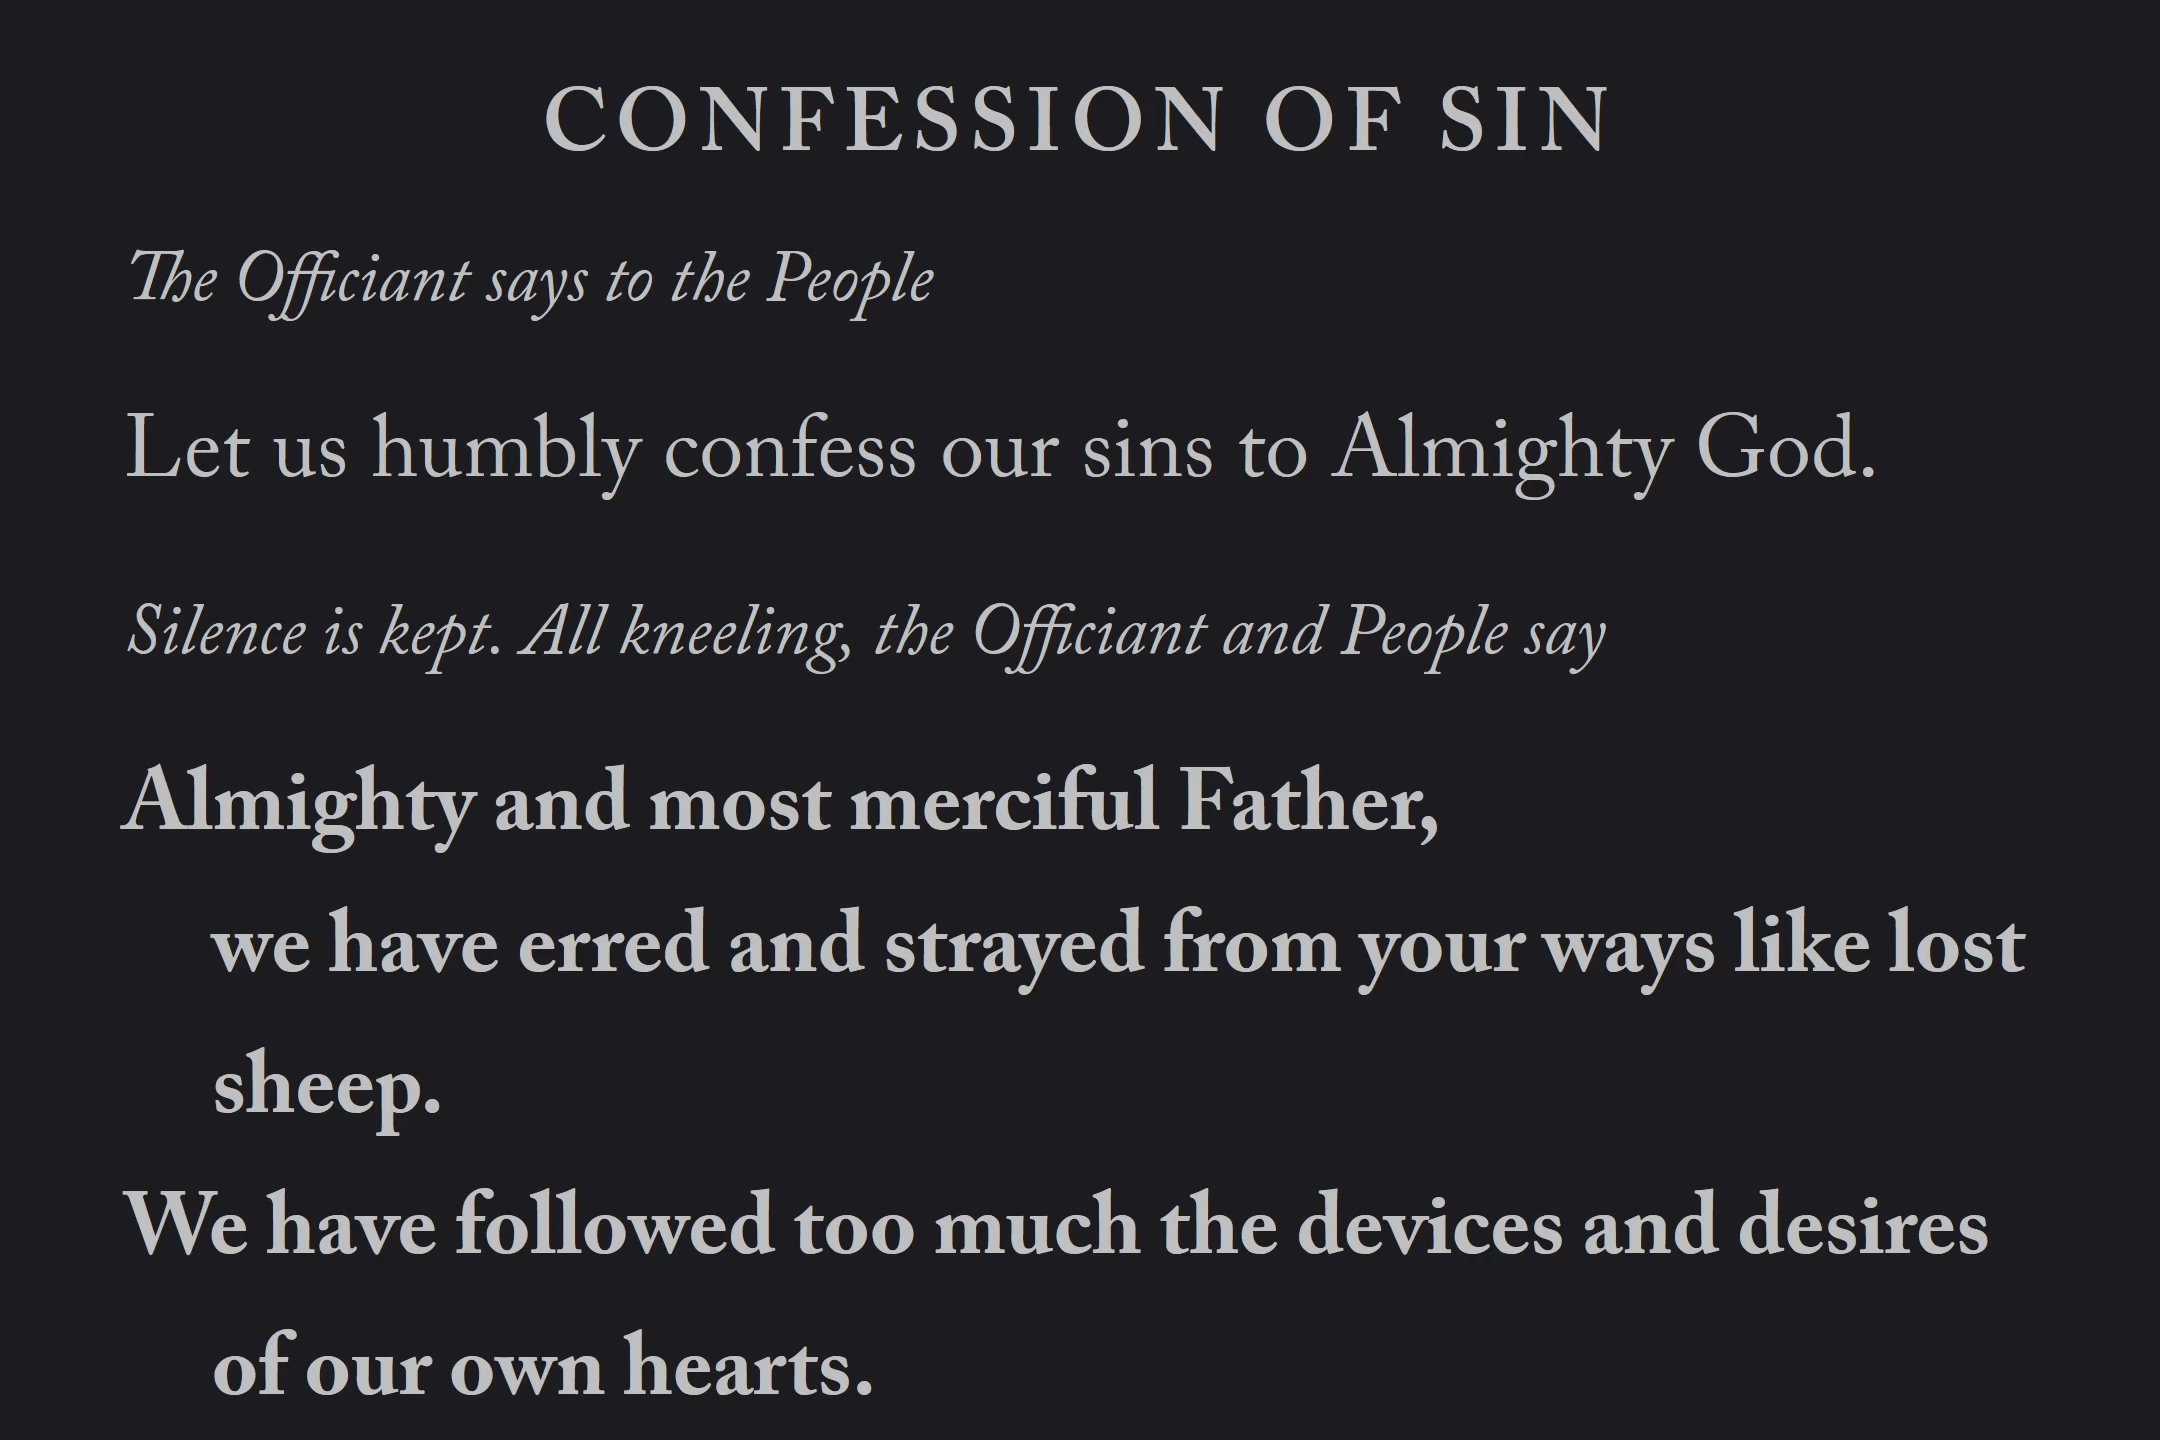 CONFESSION OF SIN
The Officiant says to the People
Let us humbly confess our sins to Almighty God.
Silence is kept. All kneeling, the Officiant and People say
Almighty and most merciful Father,
we have erred and strayed from your ways like lost
sheep.
We have followed too much the devices and desires
of our own hearts.